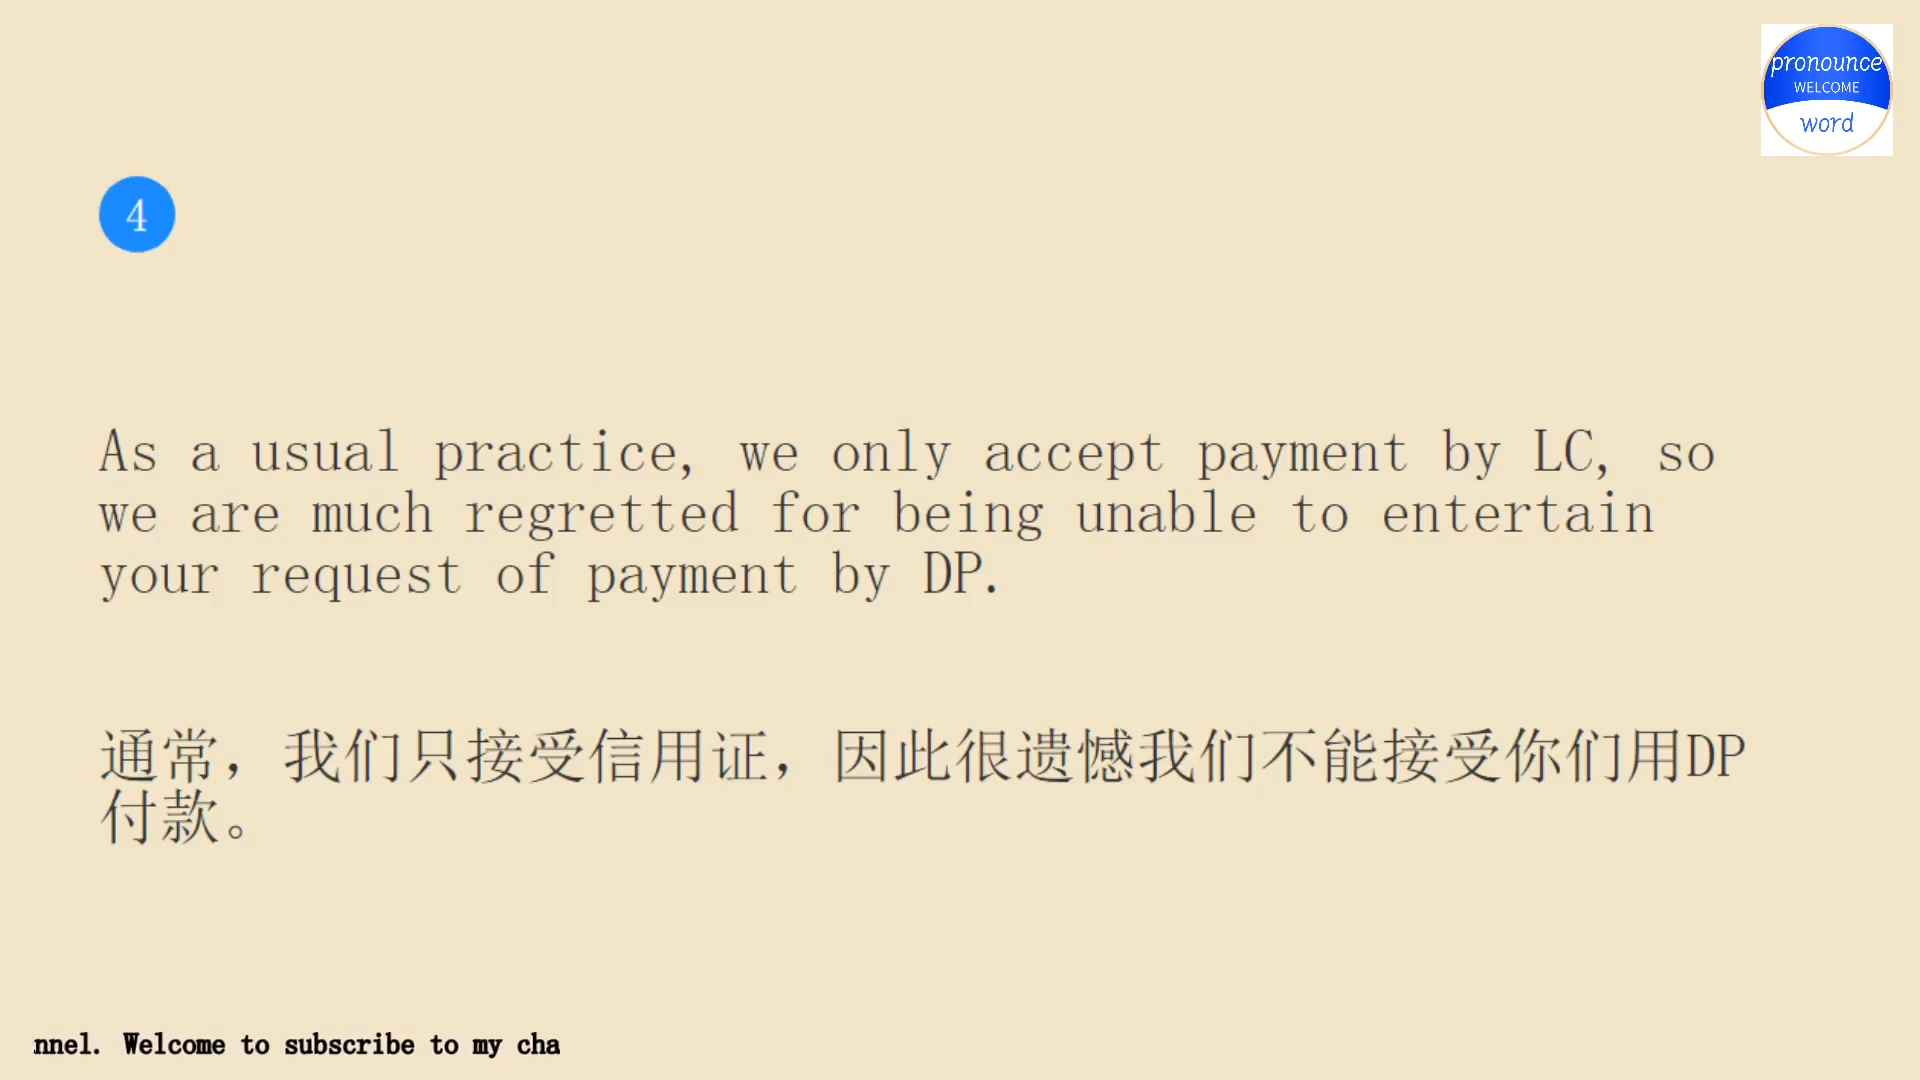 pronounce
WELCOME
word
4
As a usual practice, we only accept payment by LC, so
we are much regretted for being unable to entertain
your request of payment by DP.
通常，我们只接受信用证，因此很遗憾我们不能接受你们用DP
付款。
nnel. Welcome to subscribe to my cha